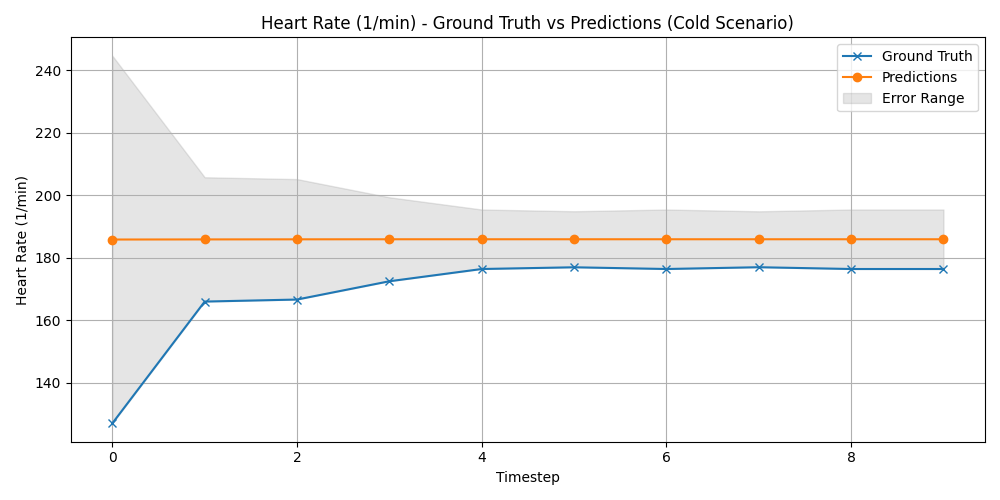 Heart Rate (1/min) - Ground Truth vs Predictions (Cold Scenario)
Ground Truth
Predictions
Error Range
Heart Rate (1/min)
240
220
200
180
160
140
0 2 4 6 8
Timestep